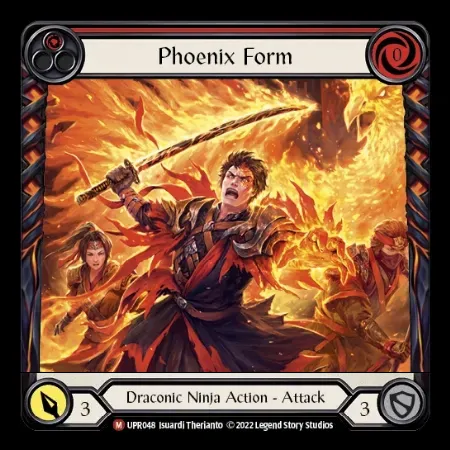 Phoenix Form
0
3
Draconic Ninja Action - Attack
3
M UPR048 Isuardi Therianto © 2022 Legend Story Studios